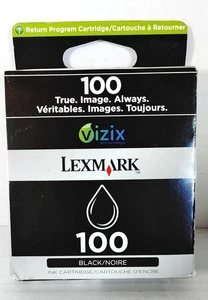 Return Program Cartridge/Cartouche à Retourner
100
True. Image. Always.
Véritables. Images. Toujours.
Vizix
LEXMARK
100
BLACK/NOIRE
INK CARTRIDGE/CARTOUCHE D'ENCRE